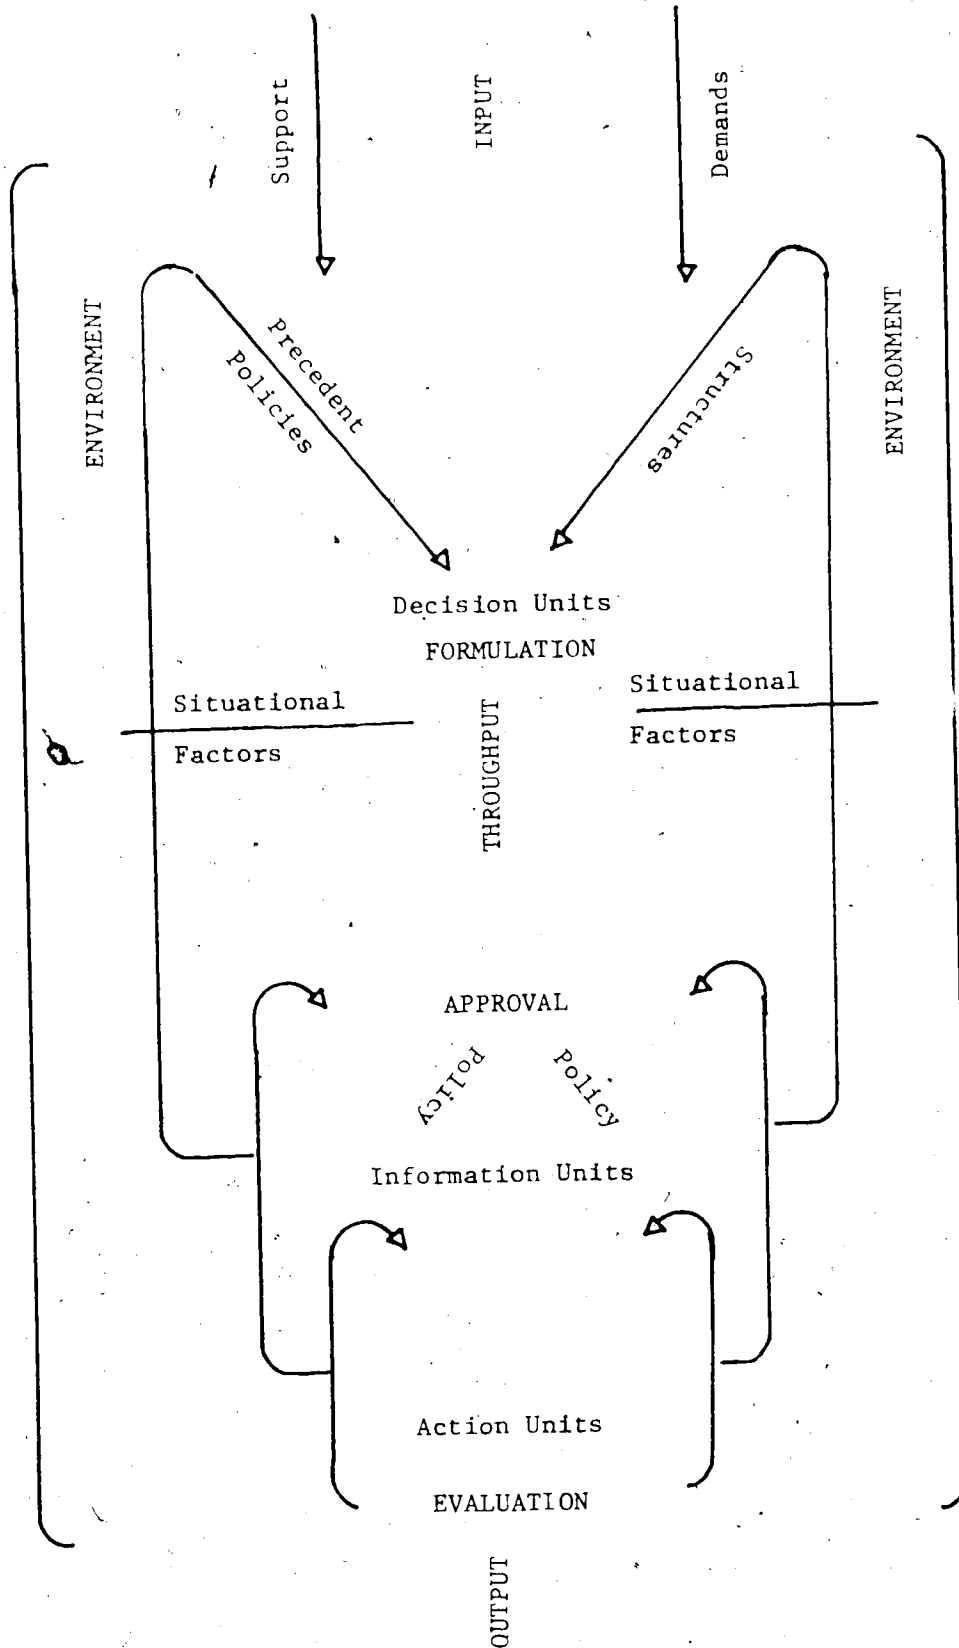 Support
INPUT
Demands
ENVIRONMENT
ENVIRONMENT
Precedent
Policies
Structures
Decision Units
FORMULATION
Situational
Factors
Situational
Factors
THROUGHPUT
APPROVAL
Policy
Policy
Information Units
Action Units
EVALUATION
OUTPUT